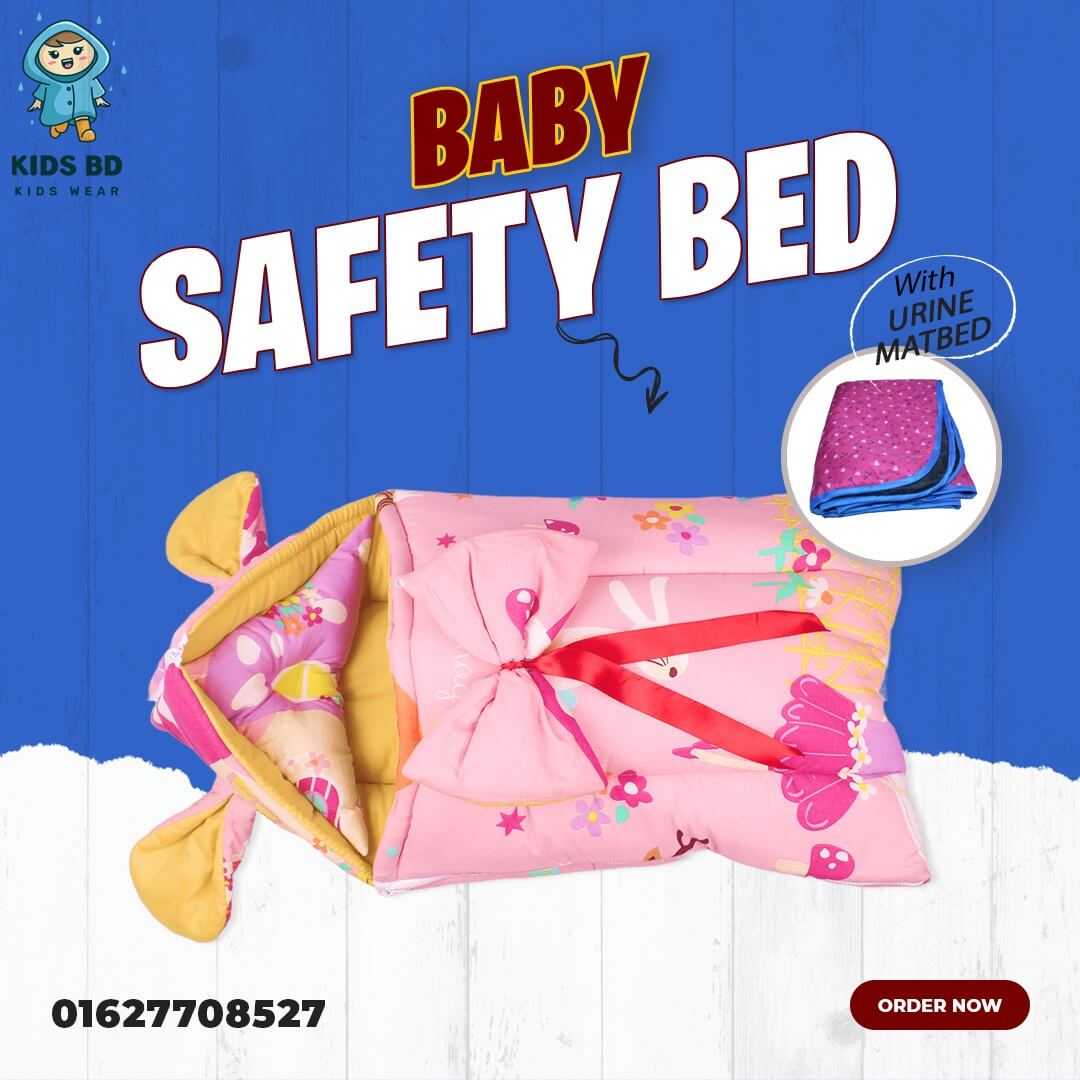 KIDS BD
KIDS WEAR
BABY
SAFETY BED
With
URINE
MATBED
01627708527
ORDER NOW